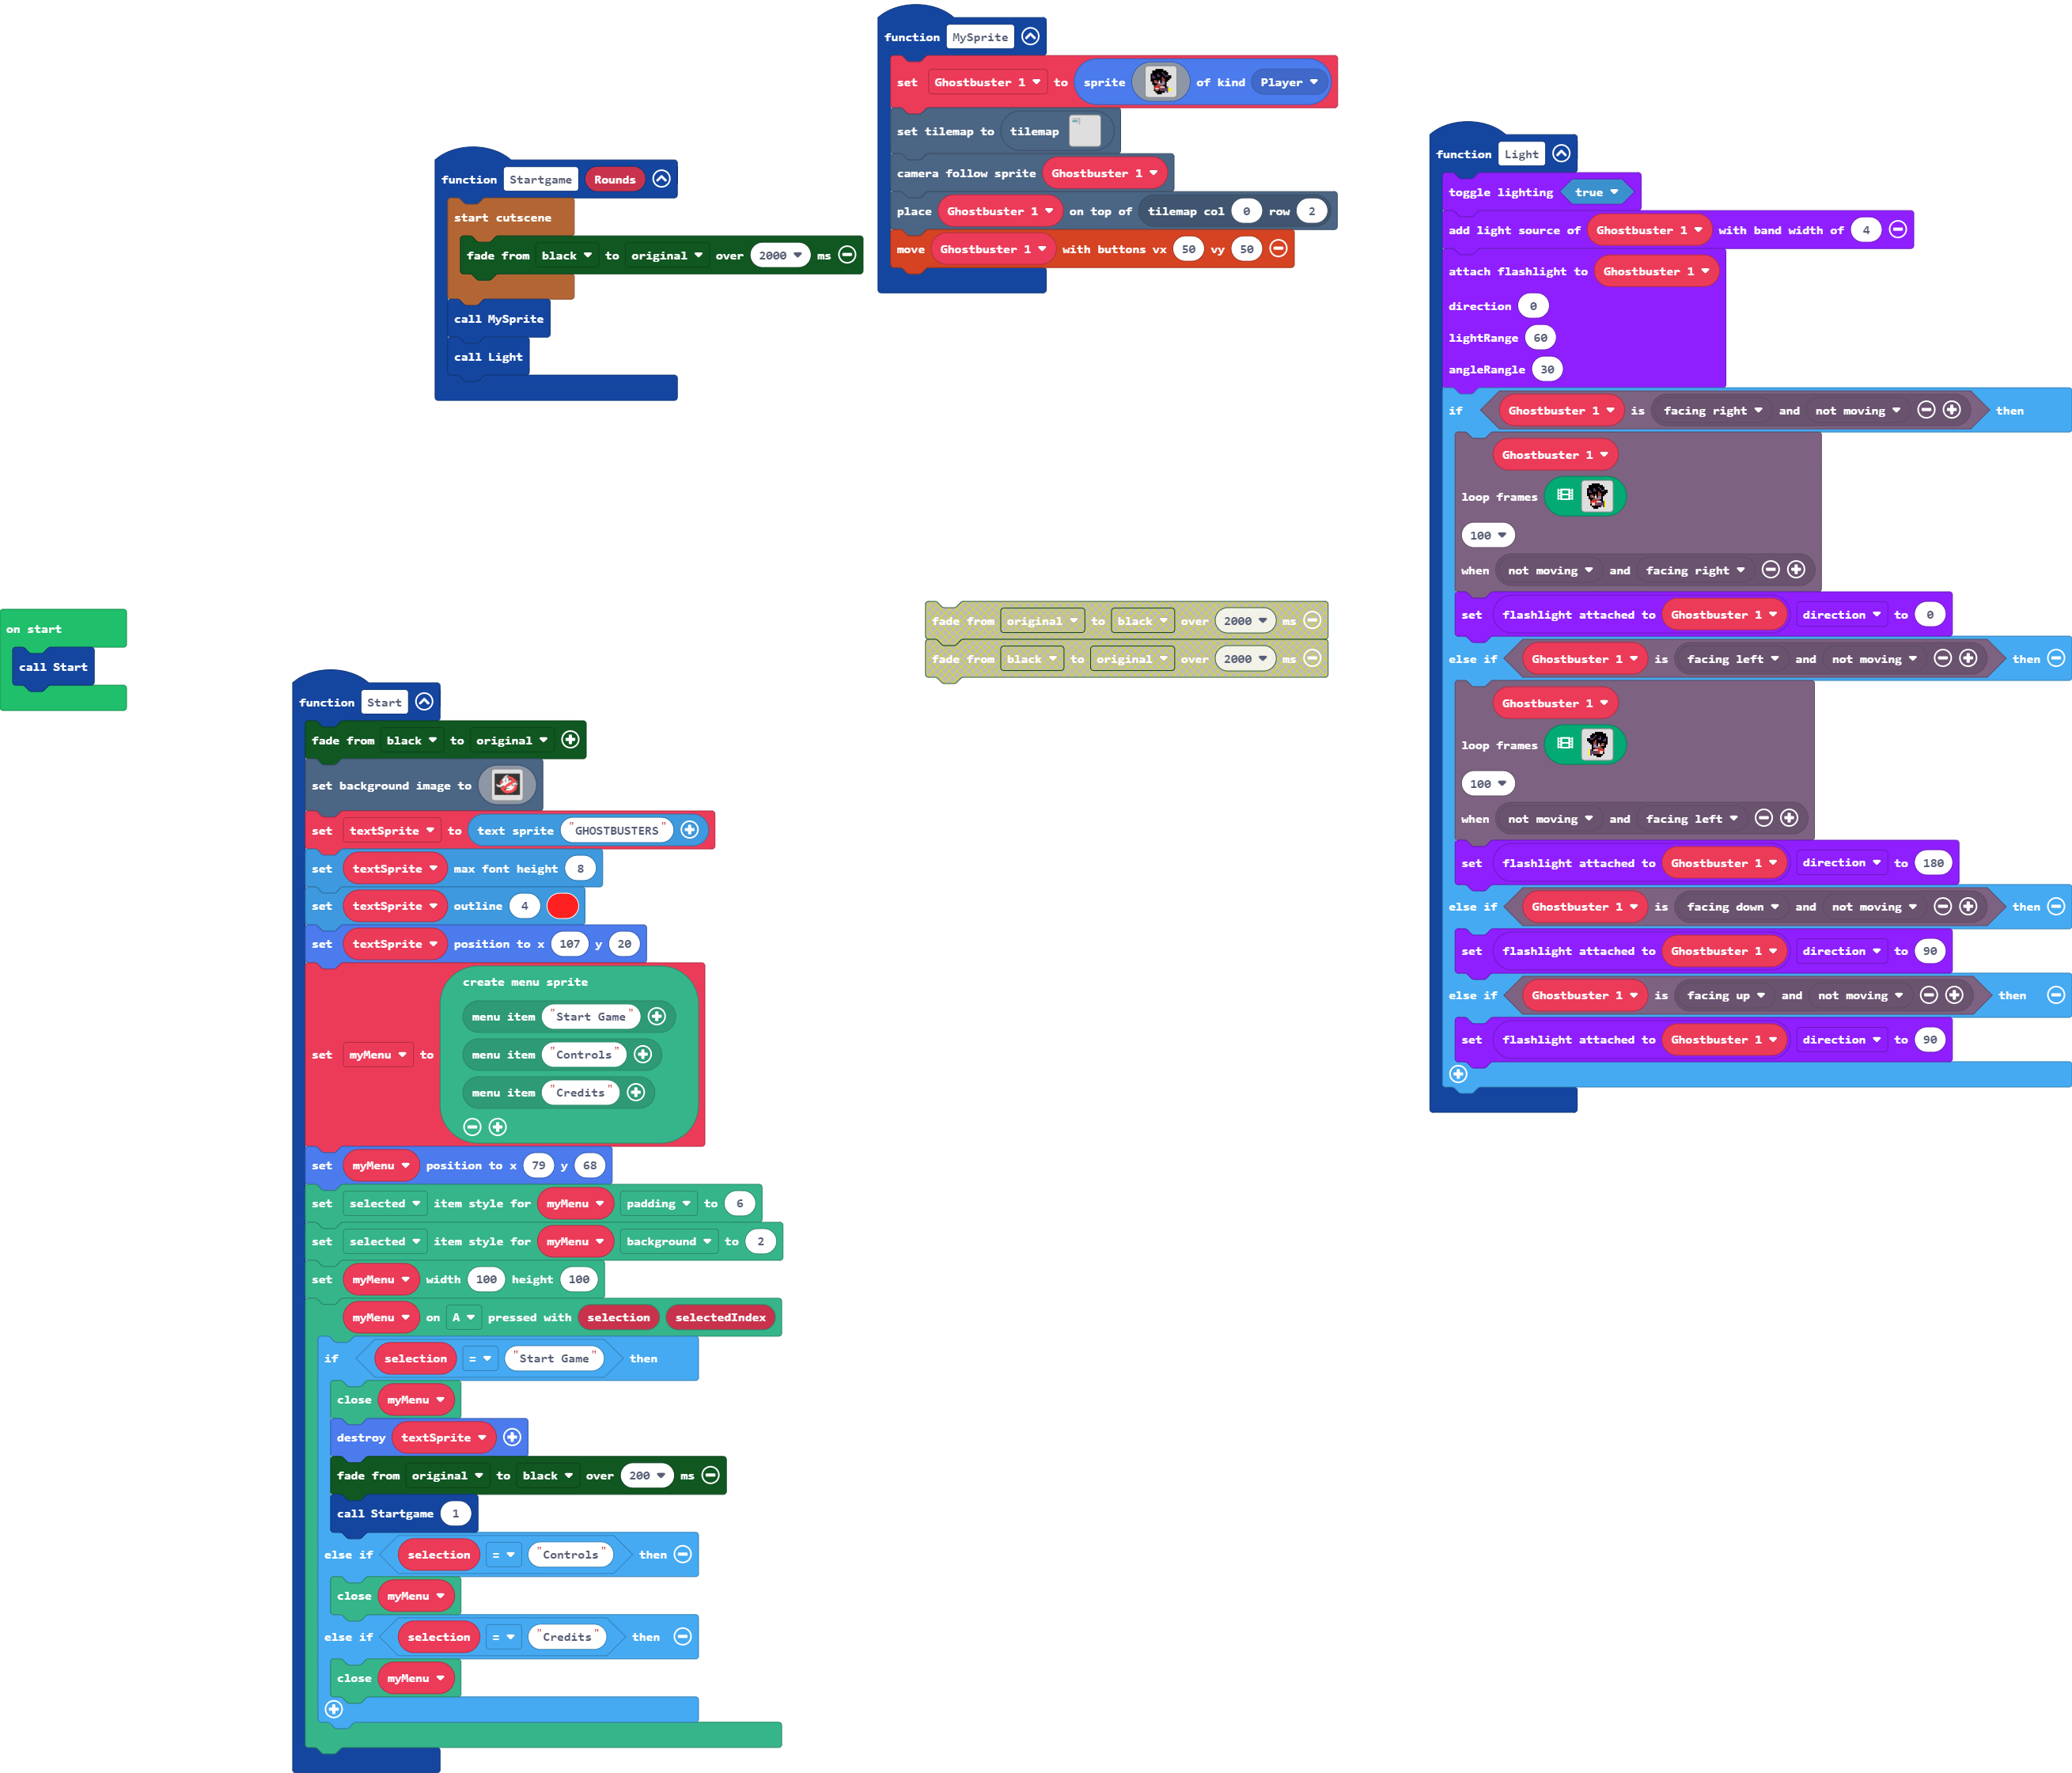 function MySprite
set Ghostbuster 1 to sprite of kind Player
set tilemap to tilemap
camera follow sprite Ghostbuster 1
place Ghostbuster 1 on top of tilemap col 0 row 2
move Ghostbuster 1 with buttons vx 50 vy 50
function Startgame Rounds
start cutscene
fade from black to original over 2000 ms
call MySprite
call Light
function Light
toggle lighting true
add light source of Ghostbuster 1 with band width of 4
attach flashlight to Ghostbuster 1
direction 0
lightRange 60
angleRangle 30
if Ghostbuster 1 is facing right and not moving then
Ghostbuster 1
loop frames
100
when not moving and facing right
set flashlight attached to Ghostbuster 1 direction to 0
else if Ghostbuster 1 is facing left and not moving then
Ghostbuster 1
loop frames
100
when not moving and facing left
set flashlight attached to Ghostbuster 1 direction to 180
else if Ghostbuster 1 is facing down and not moving then
set flashlight attached to Ghostbuster 1 direction to 90
else if Ghostbuster 1 is facing up and not moving then
set flashlight attached to Ghostbuster 1 direction to 90
on start
call Start
fade from original to black over 2000 ms
fade from black to original over 2000 ms
function Start
fade from black to original
set background image to
set textSprite to text sprite "GHOSTBUSTERS"
set textSprite max font height 8
set textSprite outline 4
set textSprite position to x 107 y 20
create menu sprite
menu item "Start Game"
set myMenu to menu item "Controls"
menu item "Credits"
set myMenu position to x 79 y 68
set selected item style for myMenu padding to 6
set selected item style for myMenu background to 2
set myMenu width 100 height 100
myMenu on A pressed with selection selectedIndex
if selection = "Start Game" then
close myMenu
destroy textSprite
fade from original to black over 200 ms
call Startgame 1
else if selection = "Controls" then
close myMenu
else if selection = "Credits" then
close myMenu